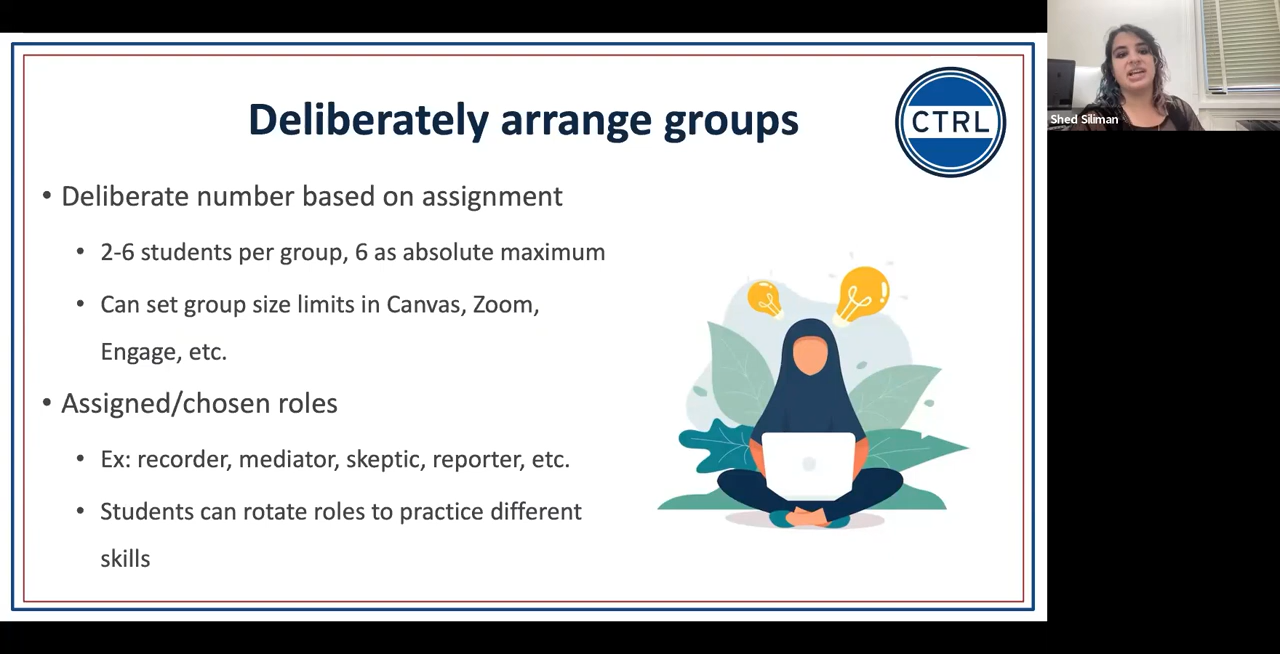 Deliberately arrange groups
CTRL
• Deliberate number based on assignment
• 2-6 students per group, 6 as absolute maximum
• Can set group size limits in Canvas, Zoom,
Engage, etc.
• Assigned/chosen roles
• Ex: recorder, mediator, skeptic, reporter, etc.
• Students can rotate roles to practice different
skills
Shed Siliman